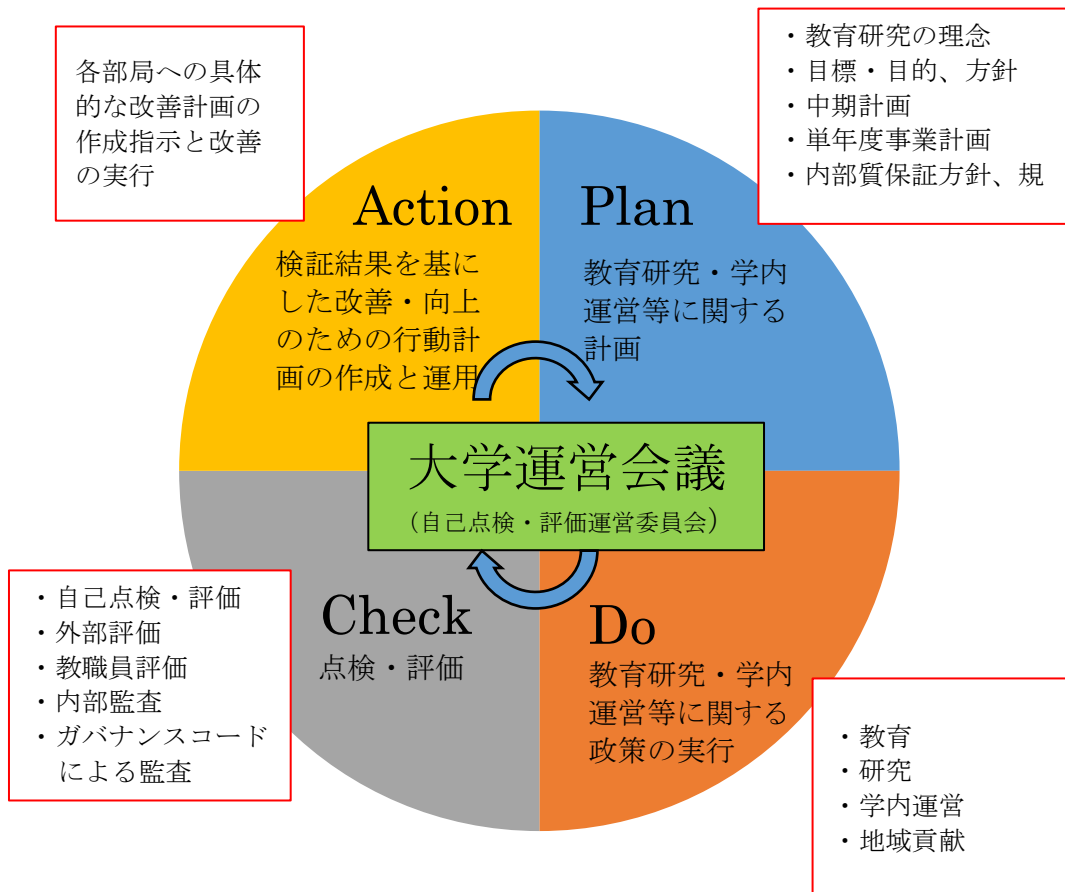 各部局への具体
的な改善計画の
作成指示と改善
の実行
・教育研究の理念
・目標・目的、方針
・中期計画
・単年度事業計画
・内部質保証方針、規
Action
検証結果を基に
した改善・向上
のための行動計
画の作成と運用
Plan
教育研究・学内
運営等に関する
計画
大学運営会議
（自己点検・評価運営委員会）
・自己点検・評価
・外部評価
・教職員評価
・内部監査
・ガバナンスコード
による監査
Check
点検・評価
Do
教育研究・学内
運営等に関する
政策の実行
・教育
・研究
・学内運営
・地域貢献